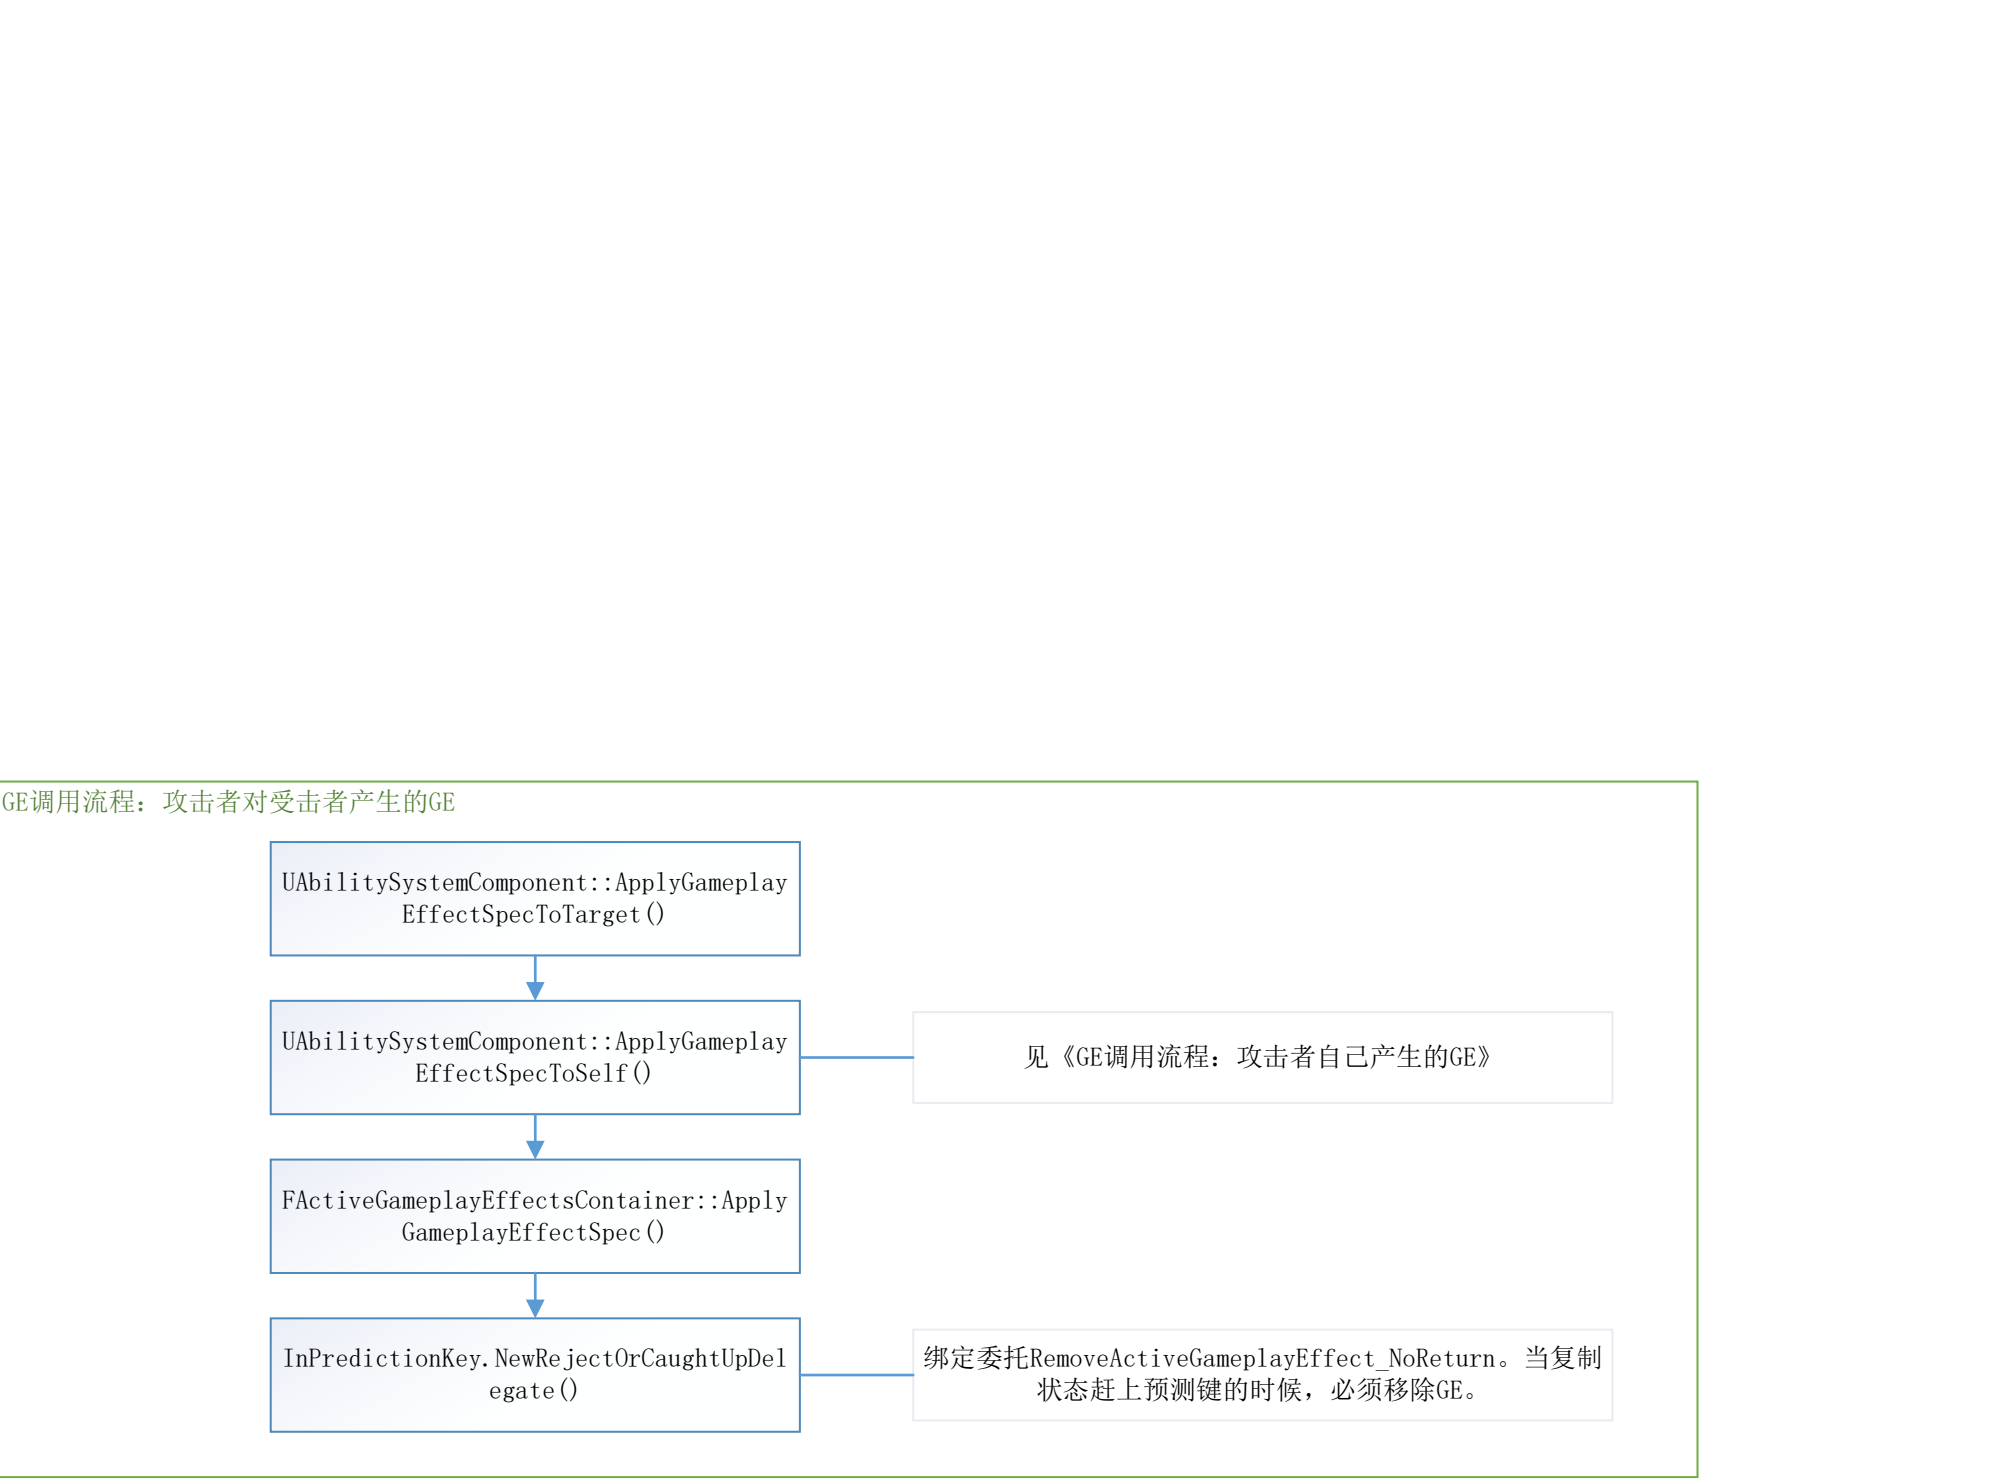 GE调用流程：攻击者对受击者产生的GE
UAbilitySystemComponent::ApplyGameplay
EffectSpecToTarget()
UAbilitySystemComponent::ApplyGameplay
EffectSpecToSelf()
见《GE调用流程：攻击者自己产生的GE》
FActiveGameplayEffectsContainer::Apply
GameplayEffectSpec()
InPredictionKey.NewRejectOrCaughtUpDel
egate()
绑定委托RemoveActiveGameplayEffect_NoReturn。当复制
状态赶上预测键的时候，必须移除GE。